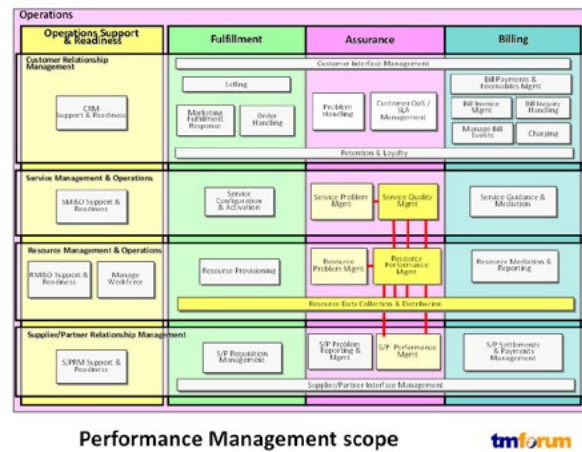 Operations
Operations Support
& Readiness
Fulfillment
Assurance
Billing
Customer Relationship
Management
Customer Interface Management
Selling
Bill Payments &
Receivables Mgmt
CRM
Support & Readiness
Marketing
Fulfillment
Response
Order
Handling
Problem
Handling
Customer QoS /
SLA
Management
Bill Invoice
Mgmt
Bill Inquiry
Handling
Manage Bill
Events
Charging
Retention & Loyalty
Service Management & Operations
SM&O Support &
Readiness
Service
Configuration
& Activation
Service Problem
Mgmt
Service Quality
Mgmt
Service Guidance &
Mediation
Resource Management & Operations
RM&O Support &
Readiness
Manage
Workforce
Resource Provisioning
Resource
Problem Mgmt
Resource
Performance
Mgmt
Resource Mediation &
Reporting
Resource Data Collection & Distribution
Supplier/Partner Relationship Management
S/PRM Support &
Readiness
S/P Requisition
Management
S/P Problem
Reporting & Mgmt
S/P Performance
Mgmt
S/P Settlements
& Payments
Management
Supplier/Partner Interface Management
Performance Management scope
tmforum